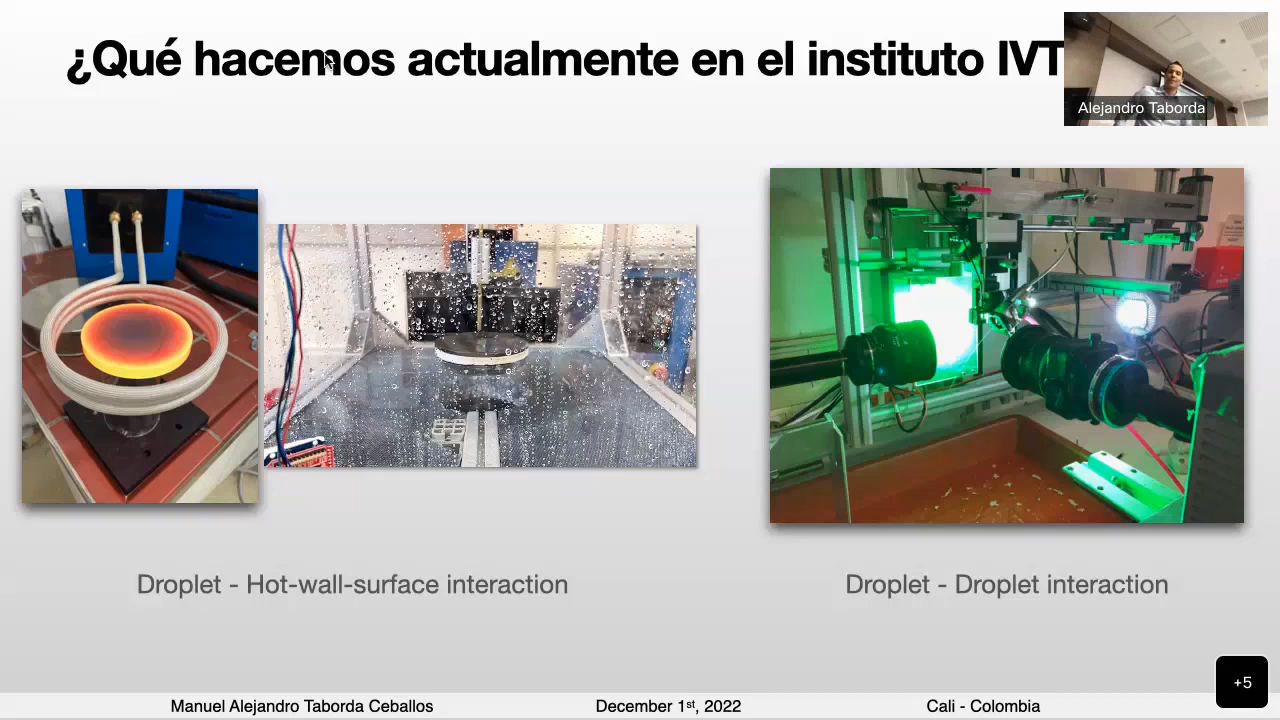 ¿Qué hacemos actualmente en el instituto IVT
Alejandro Taborda
Droplet - Hot-wall-surface interaction
Droplet - Droplet interaction
+5
Manuel Alejandro Taborda Ceballos
December 1st, 2022
Cali - Colombia